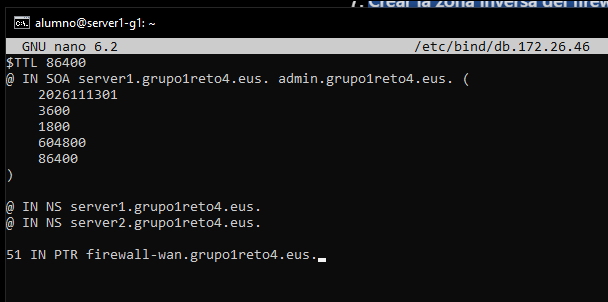 7. Crear la zona inversa del firew
alumno@server1-g1: ~
GNU nano 6.2 /etc/bind/db.172.26.46
$TTL 86400
@ IN SOA server1.grupo1reto4.eus. admin.grupo1reto4.eus. (
2026111301
3600
1800
604800
86400
)
@ IN NS server1.grupo1reto4.eus.
@ IN NS server2.grupo1reto4.eus.
51 IN PTR firewall-wan.grupo1reto4.eus.